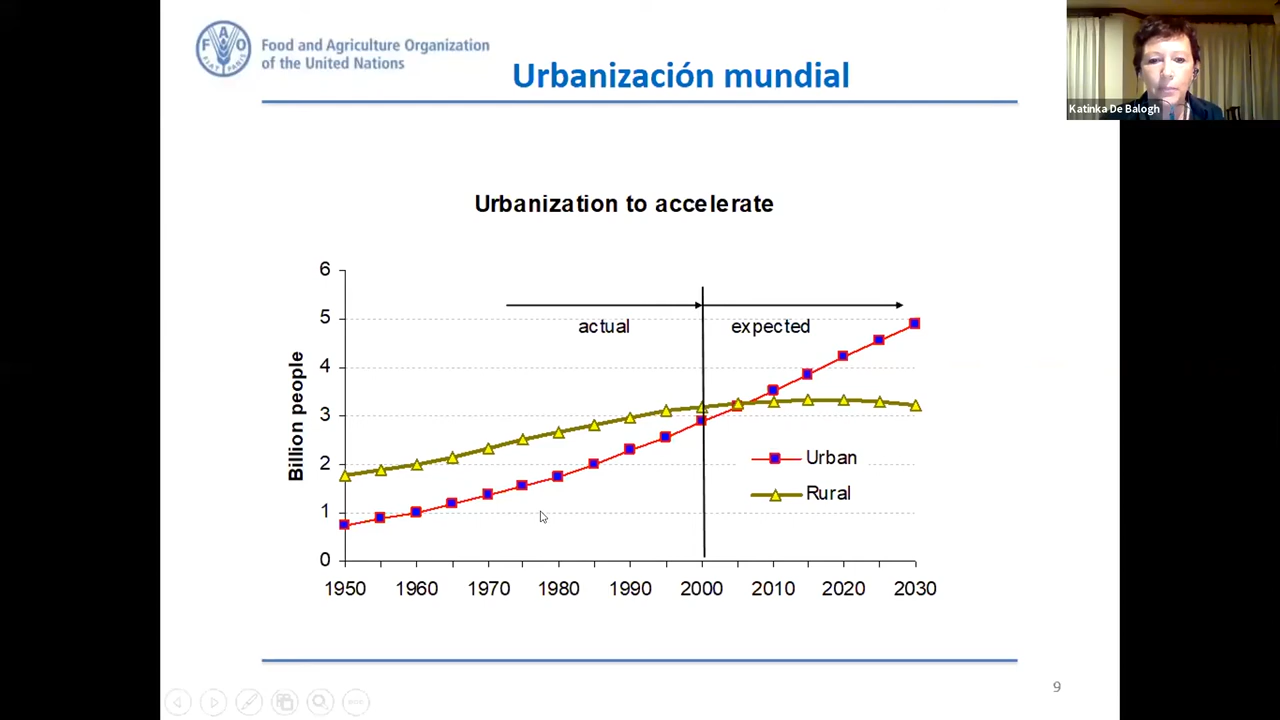 Food and Agriculture Organization
of the United Nations
Urbanización mundial
Katinka De Balogh
Urbanization to accelerate
Billion people
6
5
4
3
2
1
0
actual
expected
Urban
Rural
1950 1960 1970 1980 1990 2000 2010 2020 2030
9